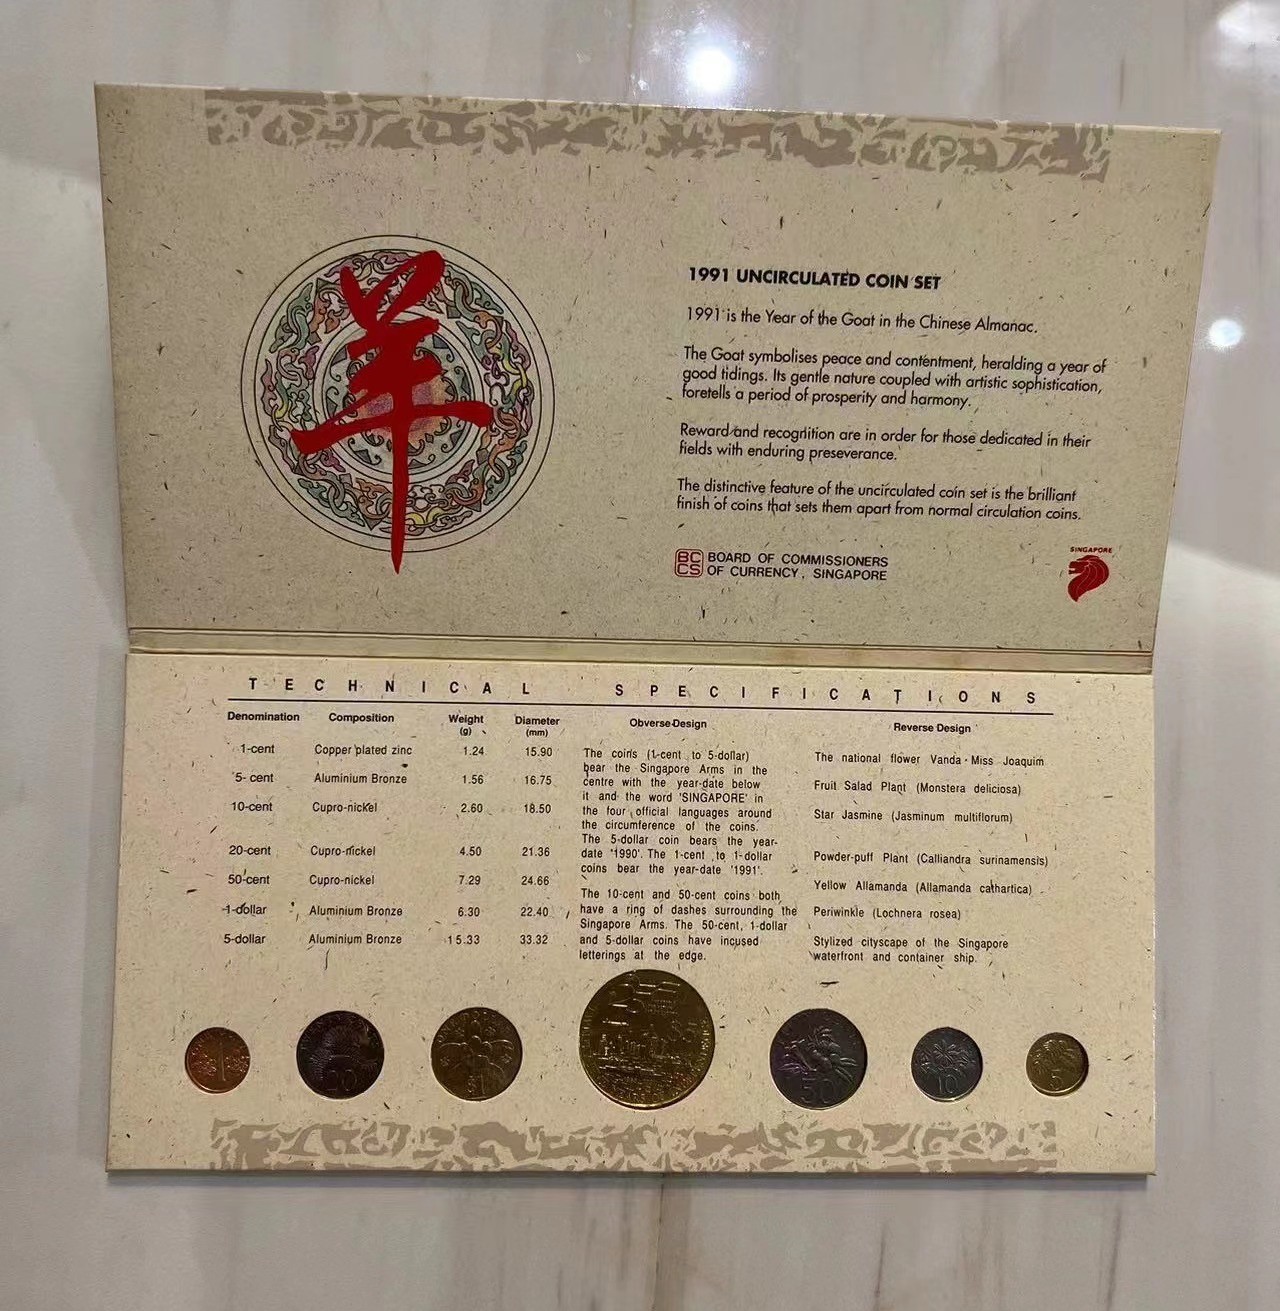 羊
1991 UNCIRCULATED COIN SET
1991 is the Year of the Goat in the Chinese Almanac.
The Goat symbolises peace and contentment, heralding a year of
good tidings. Its gentle nature coupled with artistic sophistication,
foretells a period of prosperity and harmony.
Reward and recognition are in order for those dedicated in their
fields with enduring preseverance.
The distinctive feature of the uncirculated coin set is the brilliant
finish of coins that sets them apart from normal circulation coins.
BC
CS
BOARD OF COMMISSIONERS
OF CURRENCY, SINGAPORE
SINGAPORE
TECHNICAL SPECIFICATIONS
Denomination Composition Weight (g) Diameter (mm) Obverse Design Reverse Design
1-cent Copper plated zinc 1.24 15.90
5-cent Aluminium Bronze 1.56 16.75
10-cent Cupro-nickel 2.60 18.50
20-cent Cupro-nickel 4.50 21.36
50-cent Cupro-nickel 7.29 24.66
1-dollar Aluminium Bronze 6.30 22.40
5-dollar Aluminium Bronze 15.33 33.32
The coins (1-cent to 5-dollar)
bear the Singapore Arms in the
centre with the year-date below
it and the word 'SINGAPORE' in
the four official languages around
the circumference of the coins.
The 5-dollar coin bears the year-
date '1990'. The 1-cent to 1-dollar
coins bear the year-date '1991'.
The 10-cent and 50-cent coins both
have a ring of dashes surrounding the
Singapore Arms. The 50-cent, 1-dollar
and 5-dollar coins have incused
letterings at the edge.
The national flower Vanda Miss Joaquim
Fruit Salad Plant (Monstera deliciosa)
Star Jasmine (Jasminum multiflorum)
Powder-puff Plant (Calliandra surinamensis)
Yellow Allamanda (Allamanda cathartica)
Periwinkle (Lochnera rosea)
Stylized cityscape of the Singapore
waterfront and container ship.
1
20
$1
25
$5
50
10
5